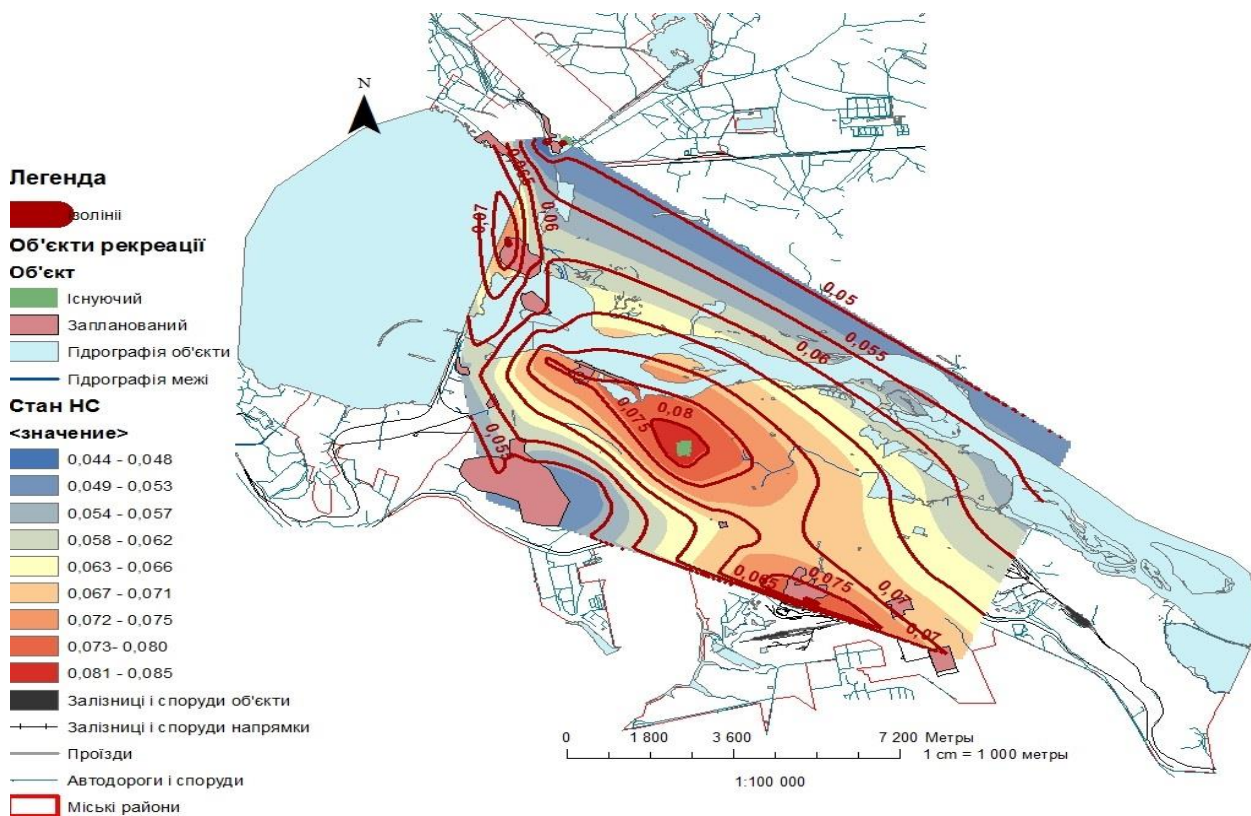 N
Легенда
ізолінії
Об'єкти рекреації
Об'єкт
Існуючий
Запланований
Гідрографія об'єкти
Гідрографія межі
Стан НС
<значение>
0,044 - 0,048
0,049 - 0,053
0,054 - 0,057
0,058 - 0,062
0,063 - 0,066
0,067 - 0,071
0,072 - 0,075
0,073- 0,080
0,081 - 0,085
Залізниці і споруди об'єкти
Залізниці і споруди напрямки
Проїзди
Автодороги і споруди
Міські райони
0,065
0,07
0,06
0,05
0,055
0,06
0,08
0,075
0,055
0,065
0,075
0,07
0,07
0 1 800 3 600 7 200 Метры
1 cm = 1 000 метры
1:100 000